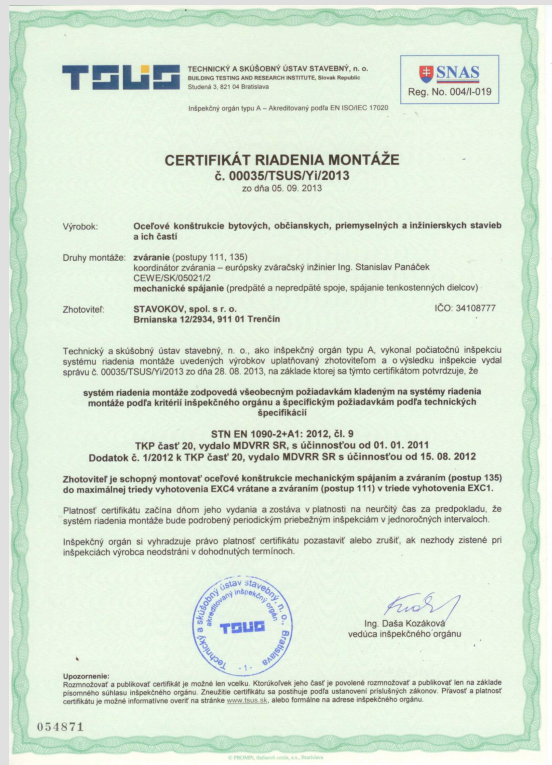 TSUS
TECHNICKÝ A SKÚŠOBNÝ ÚSTAV STAVEBNÝ, n. o.
BUILDING TESTING AND RESEARCH INSTITUTE, Slovak Republic
Studená 3, 821 04 Bratislava
SNAS
Reg. No. 004/I-019
Inšpekčný orgán typu A – Akreditovaný podľa EN ISO/IEC 17020
CERTIFIKÁT RIADENIA MONTÁŽE
č. 00035/TSUS/Yi/2013
zo dňa 05. 09. 2013
Výrobok: Oceľové konštrukcie bytových, občianskych, priemyselných a inžinierskych stavieb
a ich častí
Druhy montáže: zváranie (postupy 111, 135)
koordinátor zvárania – európsky zváračský inžinier Ing. Stanislav Panáček
CEWE/SK/05021/2
mechanické spájanie (predpäté a nepredpäté spoje, spájanie tenkostenných dielcov)
Zhotoviteľ: STAVOKOV, spol. s r. o. IČO: 34108777
Brnianska 12/2934, 911 01 Trenčín
Technický a skúšobný ústav stavebný, n. o., ako inšpekčný orgán typu A, vykonal počiatočnú inšpekciu
systému riadenia montáže uvedených výrobkov uplatňovaný zhotoviteľom a o výsledku inšpekcie vydal
správu č. 00035/TSUS/Yi/2013 zo dňa 28. 08. 2013, na základe ktorej sa týmto certifikátom potvrdzuje, že
systém riadenia montáže zodpovedá všeobecným požiadavkám kladeným na systémy riadenia
montáže podľa kritérií inšpekčného orgánu a špecifickým požiadavkám podľa technických
špecifikácií
STN EN 1090-2+A1: 2012, čl. 9
TKP časť 20, vydalo MDVRR SR, s účinnosťou od 01. 01. 2011
Dodatok č. 1/2012 k TKP časť 20, vydalo MDVRR SR s účinnosťou od 15. 08. 2012
Zhotoviteľ je schopný montovať oceľové konštrukcie mechanickým spájaním a zváraním (postup 135)
do maximálnej triedy vyhotovenia EXC4 vrátane a zváraním (postup 111) v triede vyhotovenia EXC1.
Platnosť certifikátu začína dňom jeho vydania a zostáva v platnosti na neurčitý čas za predpokladu, že
systém riadenia montáže bude podrobený periodickým priebežným inšpekciám v jednoročných intervaloch.
Inšpekčný orgán si vyhradzuje právo platnosť certifikátu pozastaviť alebo zrušiť, ak nezhody zistené pri
inšpekciách výrobca neodstráni v dohodnutých termínoch.
Technický a skúšobný ústav stavebný, n. o., Bratislava
akreditovaný inšpekčný orgán
TSUS
- 1 -
Ing. Daša Kozáková
vedúca inšpekčného orgánu
Upozornenie:
Rozmnožovať a publikovať certifikát je možné len vcelku. Ktorúkoľvek jeho časť je povolené rozmnožovať a publikovať len na základe
písomného súhlasu inšpekčného orgánu. Zneužitie certifikátu sa postihuje podľa ustanovení príslušných zákonov. Pravosť a platnosť
certifikátu je možné informatívne overiť na stránke www.tsus.sk, alebo formálne na adrese inšpekčného orgánu.
054871